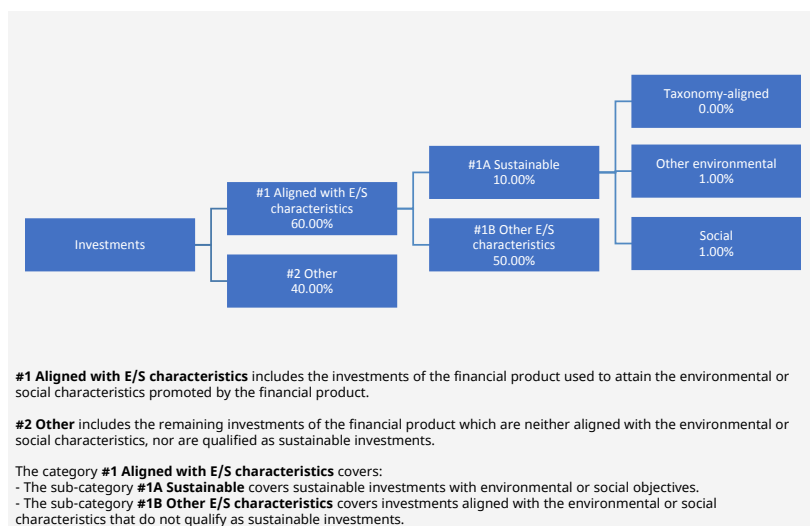 Taxonomy-aligned
0.00%
#1A Sustainable
10.00%
Other environmental
1.00%
#1 Aligned with E/S
characteristics
60.00%
Investments
#1B Other E/S
characteristics
50.00%
Social
1.00%
#2 Other
40.00%
#1 Aligned with E/S characteristics includes the investments of the financial product used to attain the environmental or
social characteristics promoted by the financial product.
#2 Other includes the remaining investments of the financial product which are neither aligned with the environmental or
social characteristics, nor are qualified as sustainable investments.
The category #1 Aligned with E/S characteristics covers:
- The sub-category #1A Sustainable covers sustainable investments with environmental or social objectives.
- The sub-category #1B Other E/S characteristics covers investments aligned with the environmental or social
characteristics that do not qualify as sustainable investments.